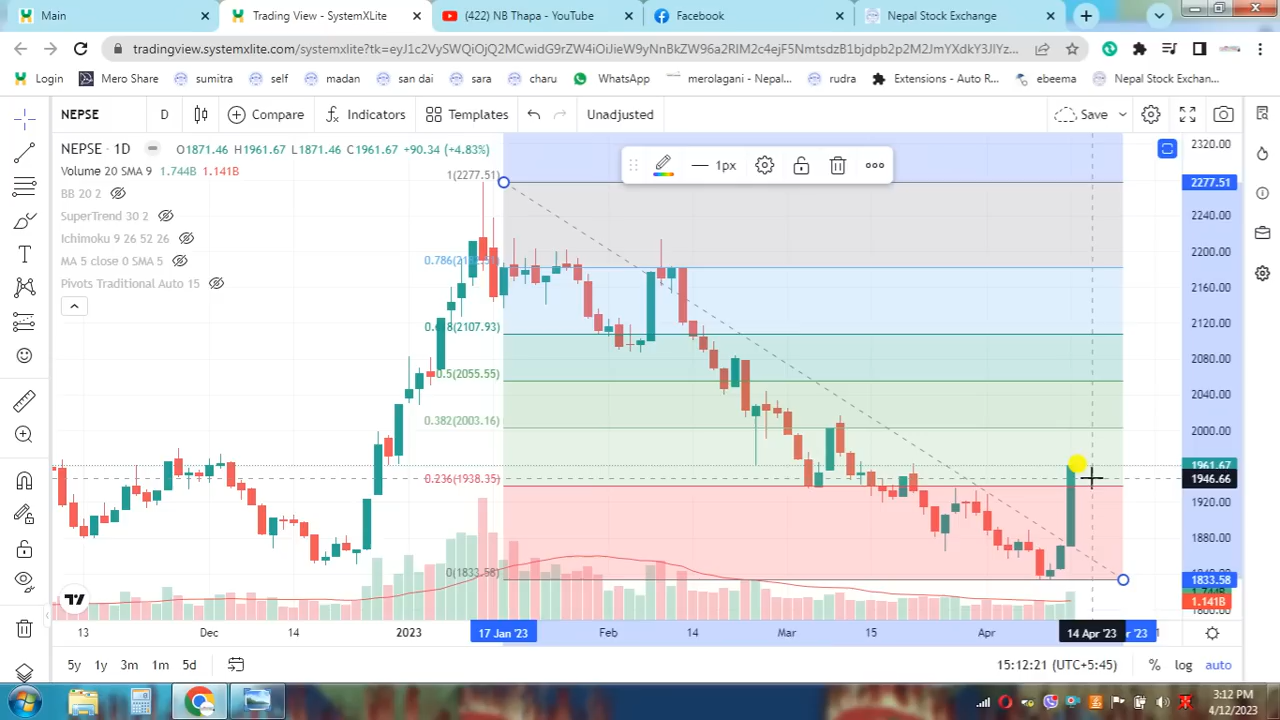 Main
Trading View - SystemXLite
(422) NB Thapa - YouTube
Facebook
Nepal Stock Exchange
Login
Mero Share
sumitra
self
madan
san dai
sara
charu
WhatsApp
merolagani - Nepal...
rudra
Extensions - Auto R...
ebeema
Nepal Stock Exchan...
NEPSE
D
Compare
Indicators
Templates
Unadjusted
Save
NEPSE · 1D
O1871.46 H1961.67 L1871.46 C1961.67 +90.34 (+4.83%)
Volume 20 SMA 9 1.744B 1.141B
BB 20 2
SuperTrend 30 2
Ichimoku 9 26 52 26
MA 5 close 0 SMA 5
Pivots Traditional Auto 15
1px
1(2277.51)
0.618(2107.93)
0.5(2055.55)
0.382(2003.16)
0.236(1938.35)
0(1833.58)
2320.00
2277.51
2240.00
2200.00
2160.00
2120.00
2080.00
2040.00
2000.00
1961.67
1946.66
1920.00
1880.00
1833.58
1.141B
13
Dec
14
2023
17 Jan '23
Feb
14
Mar
15
Apr
14 Apr '23
5y
1y
3m
1m
5d
15:12:21 (UTC+5:45)
%
log
auto
3:12 PM
4/12/2023